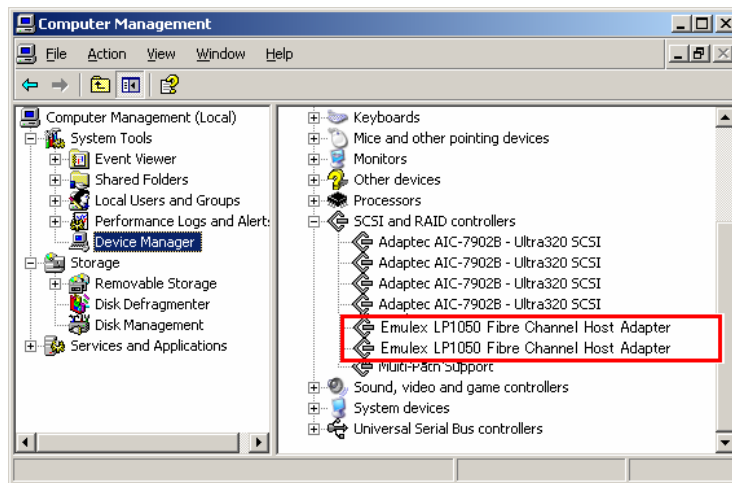 Computer Management
File Action View Window Help
Computer Management (Local)
System Tools
Event Viewer
Shared Folders
Local Users and Groups
Performance Logs and Alert:
Device Manager
Storage
Removable Storage
Disk Defragmenter
Disk Management
Services and Applications
Keyboards
Mice and other pointing devices
Monitors
Other devices
Processors
SCSI and RAID controllers
Adaptec AIC-7902B - Ultra320 SCSI
Adaptec AIC-7902B - Ultra320 SCSI
Adaptec AIC-7902B - Ultra320 SCSI
Adaptec AIC-7902B - Ultra320 SCSI
Emulex LP1050 Fibre Channel Host Adapter
Emulex LP1050 Fibre Channel Host Adapter
Multi-Path Support
Sound, video and game controllers
System devices
Universal Serial Bus controllers